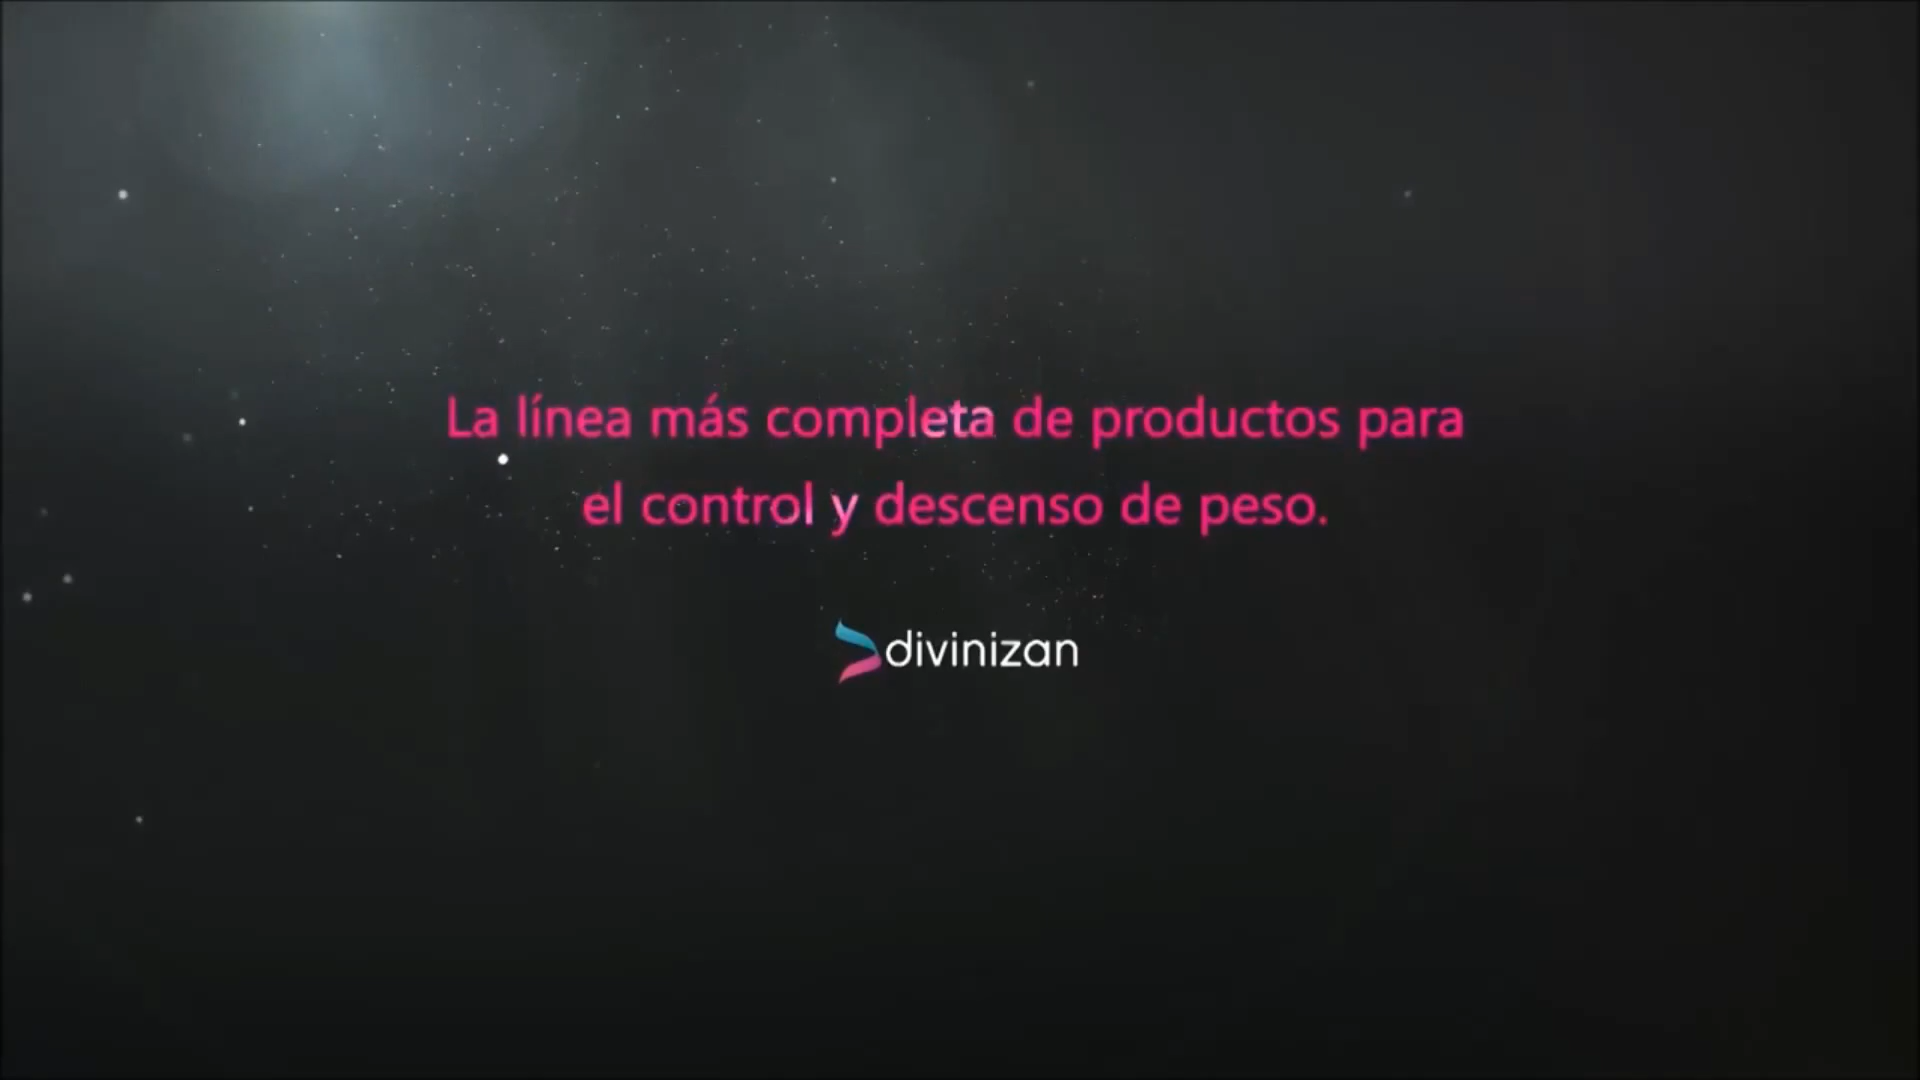 La línea más completa de productos para
el control y descenso de peso.
divinizan